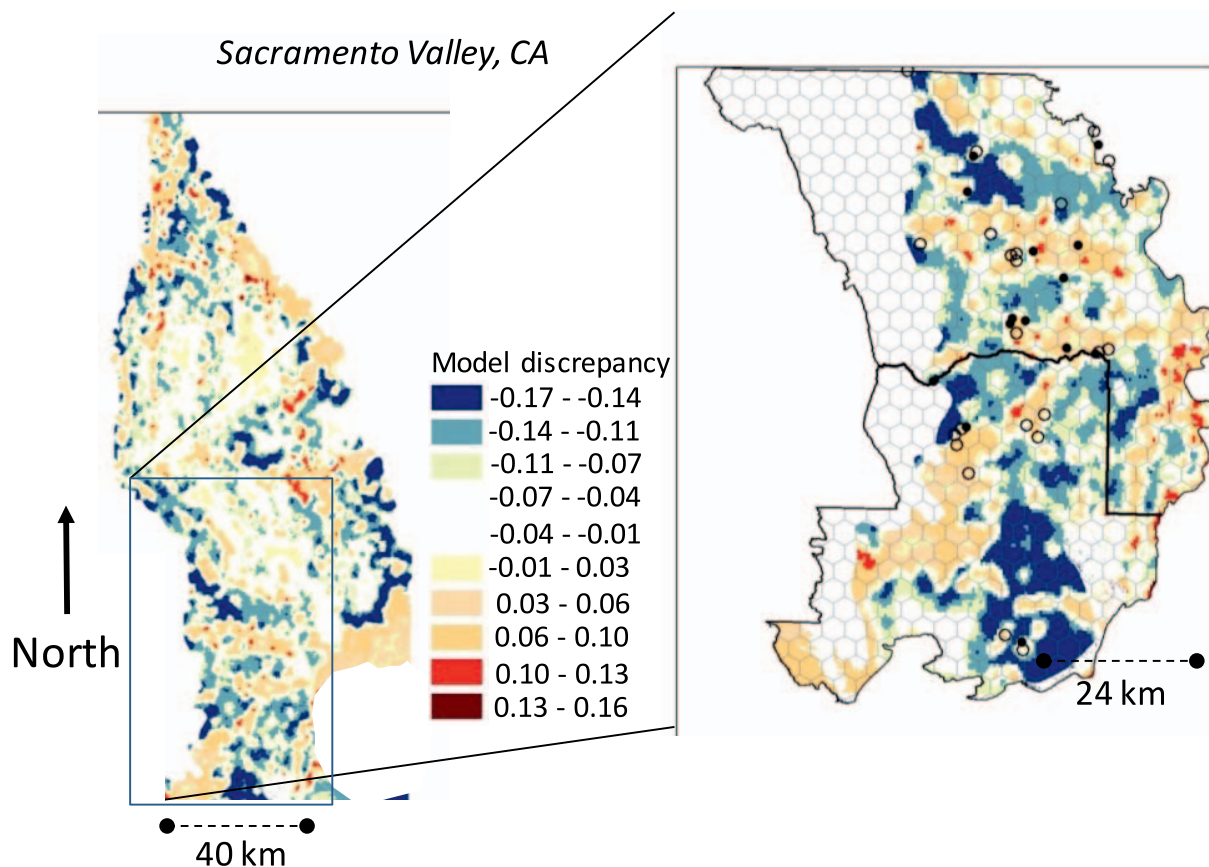 Sacramento Valley, CA
Model discrepancy
-0.17 - -0.14
-0.14 - -0.11
-0.11 - -0.07
-0.07 - -0.04
-0.04 - -0.01
-0.01 - 0.03
0.03 - 0.06
0.06 - 0.10
0.10 - 0.13
0.13 - 0.16
North
24 km
40 km